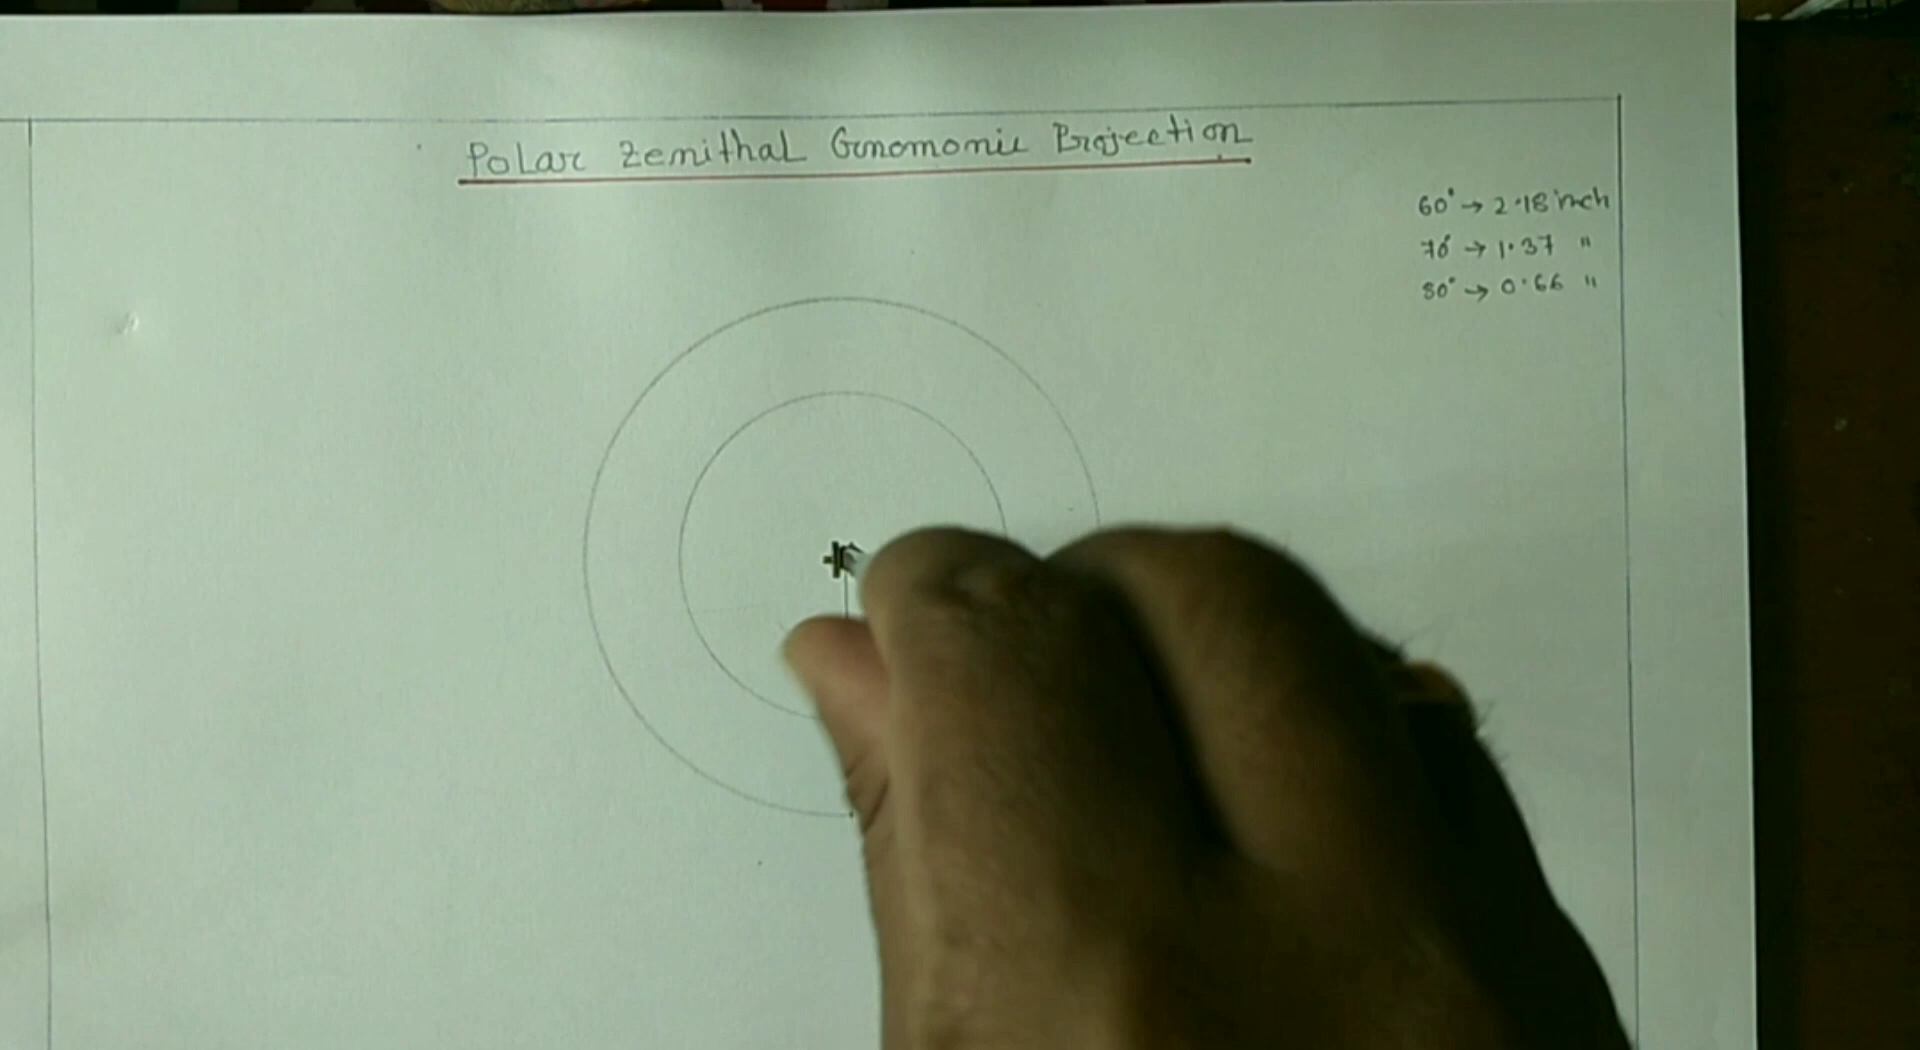 Polar Zenithal Gnomonic Projection
60° → 2.18 inch
70° → 1.37 "
80° → 0.66 "